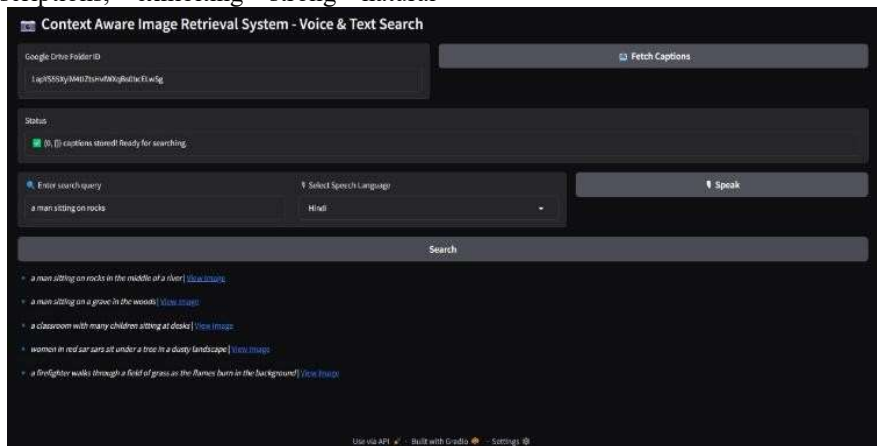 Context Aware Image Retrieval System - Voice & Text Search
Google Drive Folder ID
Fetch Captions
Status
(0, []) captions stored! Ready for searching.
Enter search query
Select Speech Language
Speak
a man sitting on rocks
Hindi
Search
a man sitting on rocks in the middle of a river | View Image
a man sitting on a grave in the woods | View Image
a classroom with many children sitting at desks | View Image
women in red sar sars sit under a tree in a dusty landscape | View Image
a firefighter walks through a field of grass as the flames burn in the background | View Image
Use via API · Built with Gradio · Settings